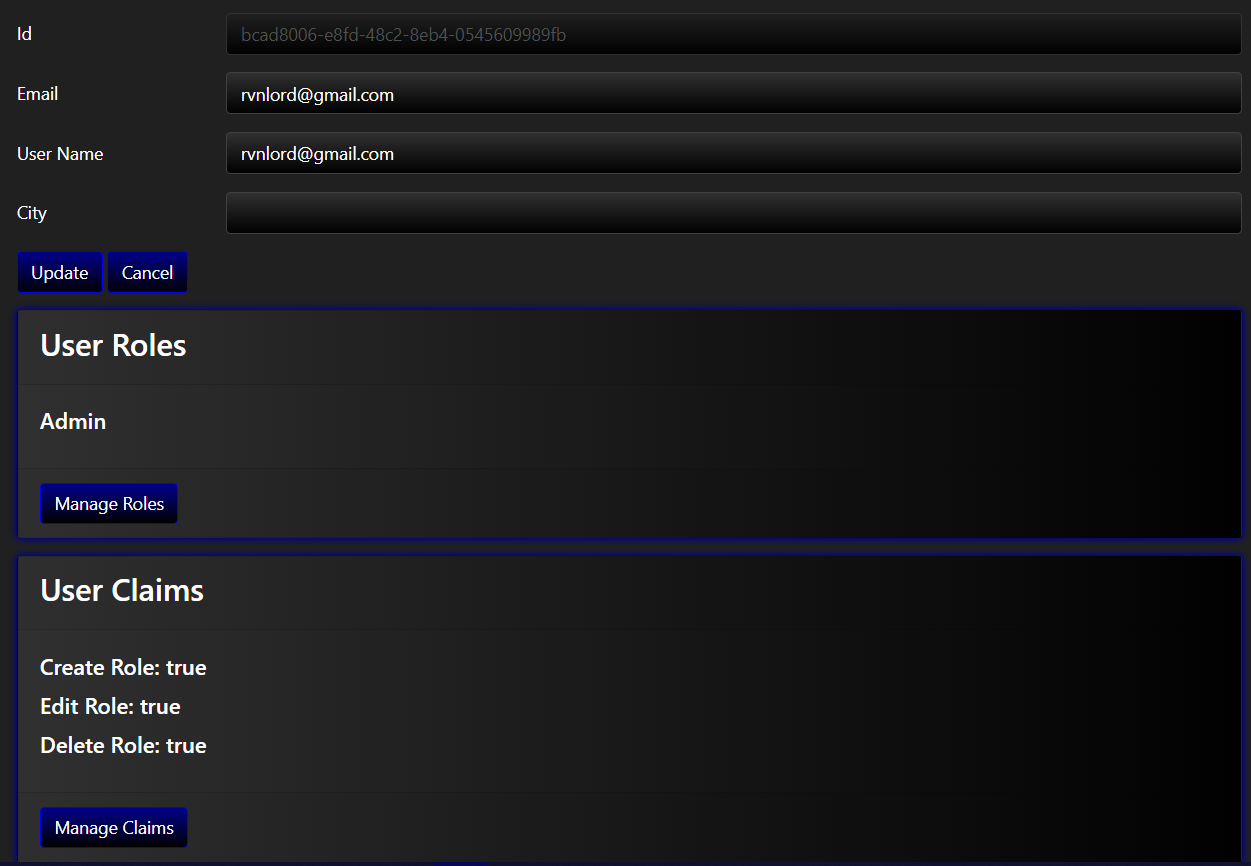 Id
bcad8006-e8fd-48c2-8eb4-0545609989fb
Email
rvnlord@gmail.com
User Name
rvnlord@gmail.com
City
Update Cancel
User Roles
Admin
Manage Roles
User Claims
Create Role: true
Edit Role: true
Delete Role: true
Manage Claims